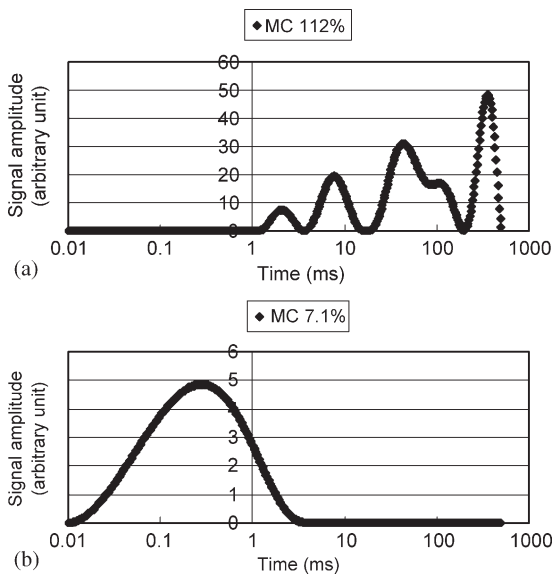 ◆ MC 112%
Signal amplitude
(arbitrary unit)
60
50
40
30
20
10
0
0.01 0.1 1 10 100 1000
(a)
Time (ms)
◆ MC 7.1%
Signal amplitude
(arbitrary unit)
6
5
4
3
2
1
0
0.01 0.1 1 10 100 1000
(b)
Time (ms)